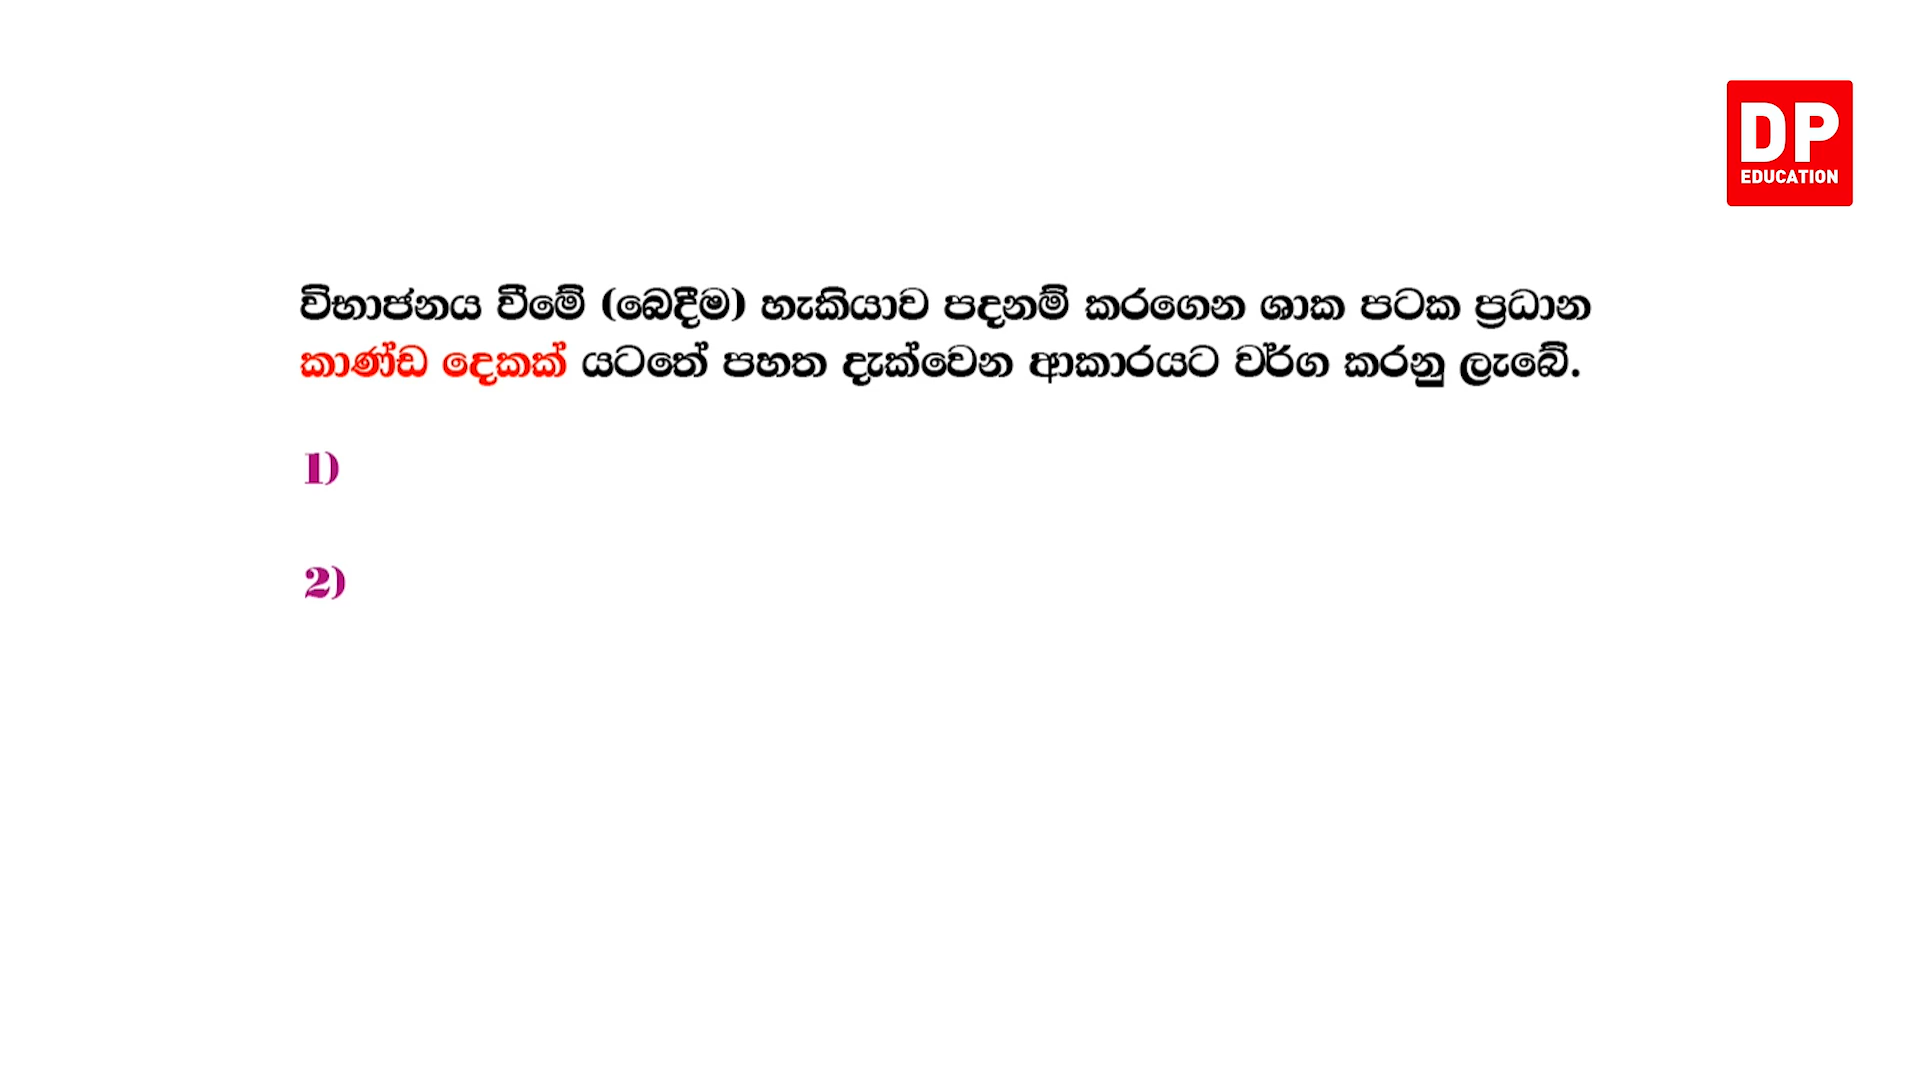 DP
EDUCATION
විභාජනය වීමේ (බෙදීම) හැකියාව පදනම් කරගෙන ශාක පටක ප්‍රධාන
කාණ්ඩ දෙකක් යටතේ පහත දැක්වෙන ආකාරයට වර්ග කරනු ලැබේ.
1)
2)